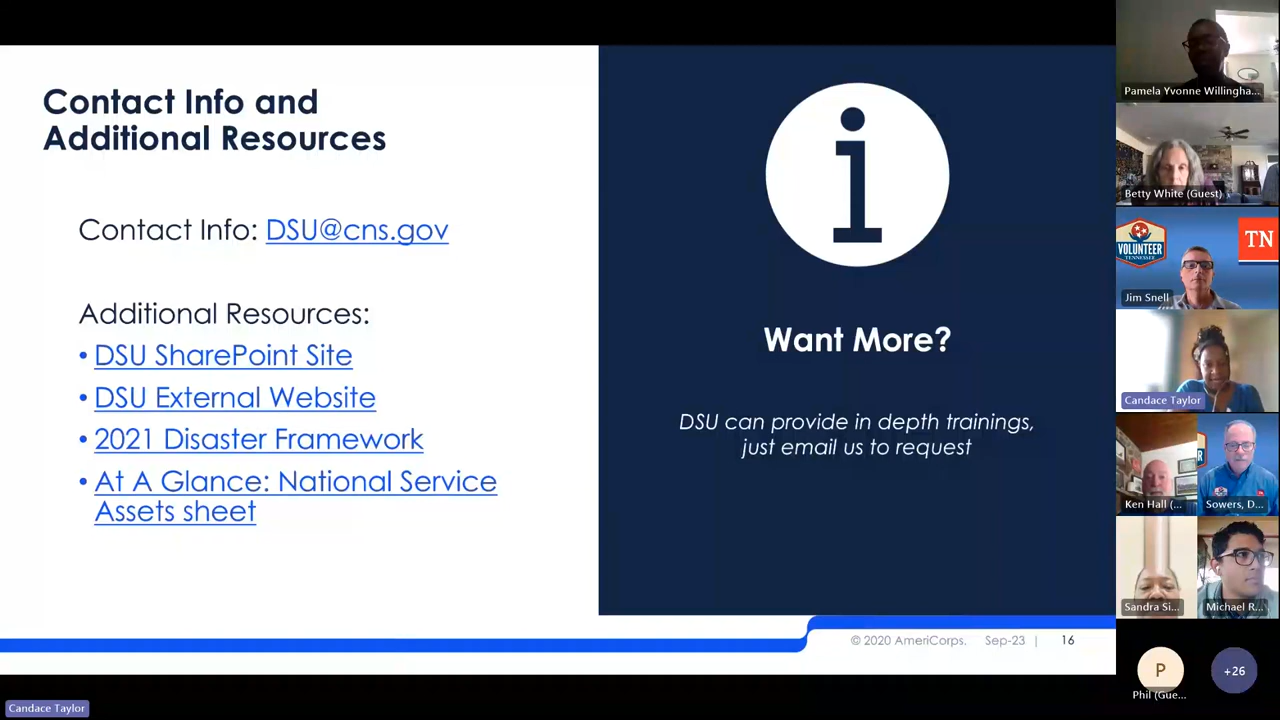 Contact Info and
Additional Resources
Contact Info: DSU@cns.gov
Additional Resources:
• DSU SharePoint Site
• DSU External Website
• 2021 Disaster Framework
• At A Glance: National Service
Assets sheet
i
Want More?
DSU can provide in depth trainings,
just email us to request
© 2020 AmeriCorps. Sep-23 | 16
Candace Taylor
Pamela Yvonne Willingha...
Betty White (Guest)
VOLUNTEER
TENNESSEE
TN
Jim Snell
Candace Taylor
Ken Hall (...
Sowers, D...
Sandra Si...
Michael R...
P
+26
Phil (Gue...